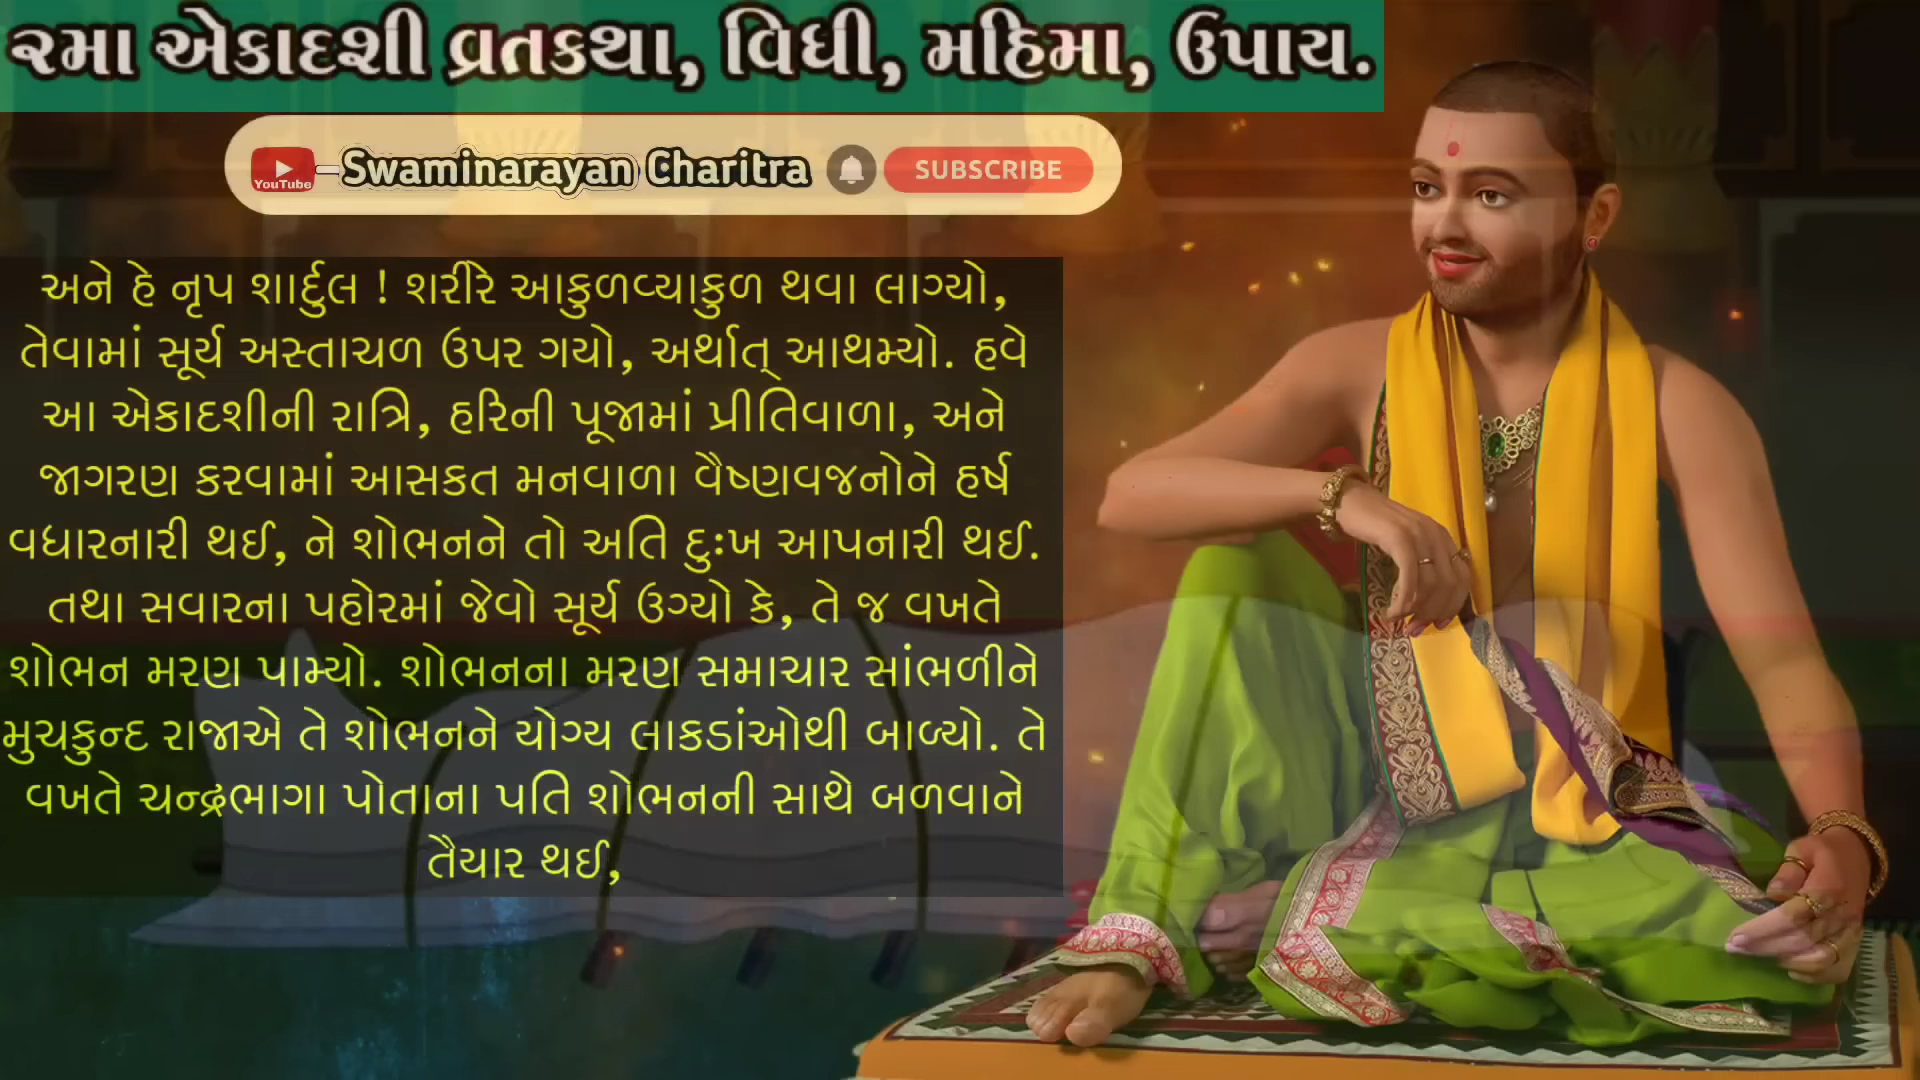 ૨મા એકાદશી વ્રતકથા, વિધી, મહિમા, ઉપાય.
YouTube Swaminarayan Charitra SUBSCRIBE
અને હે નૃપ શાર્દુલ ! શરીરે આકુળવ્યાકુળ થવા લાગ્યો,
તેવામાં સૂર્ય અસ્તાચળ ઉપર ગયો, અર્થાત્ આથમ્યો. હવે
આ એકાદશીની રાત્રિ, હરિની પૂજામાં પ્રીતિવાળા, અને
જાગરણ કરવામાં આસકત મનવાળા વૈષ્ણવજનોને હર્ષ
વધારનારી થઈ, ને શોભનને તો અતિ દુઃખ આપનારી થઈ.
તથા સવારના પહોરમાં જેવો સૂર્ય ઉગ્યો કે, તે જ વખતે
શોભન મરણ પામ્યો. શોભનના મરણ સમાચાર સાંભળીને
મુચકુન્દ રાજાએ તે શોભનને યોગ્ય લાકડાંઓથી બાળ્યો. તે
વખતે ચન્દ્રભાગા પોતાના પતિ શોભનની સાથે બળવાને
તૈયાર થઈ,